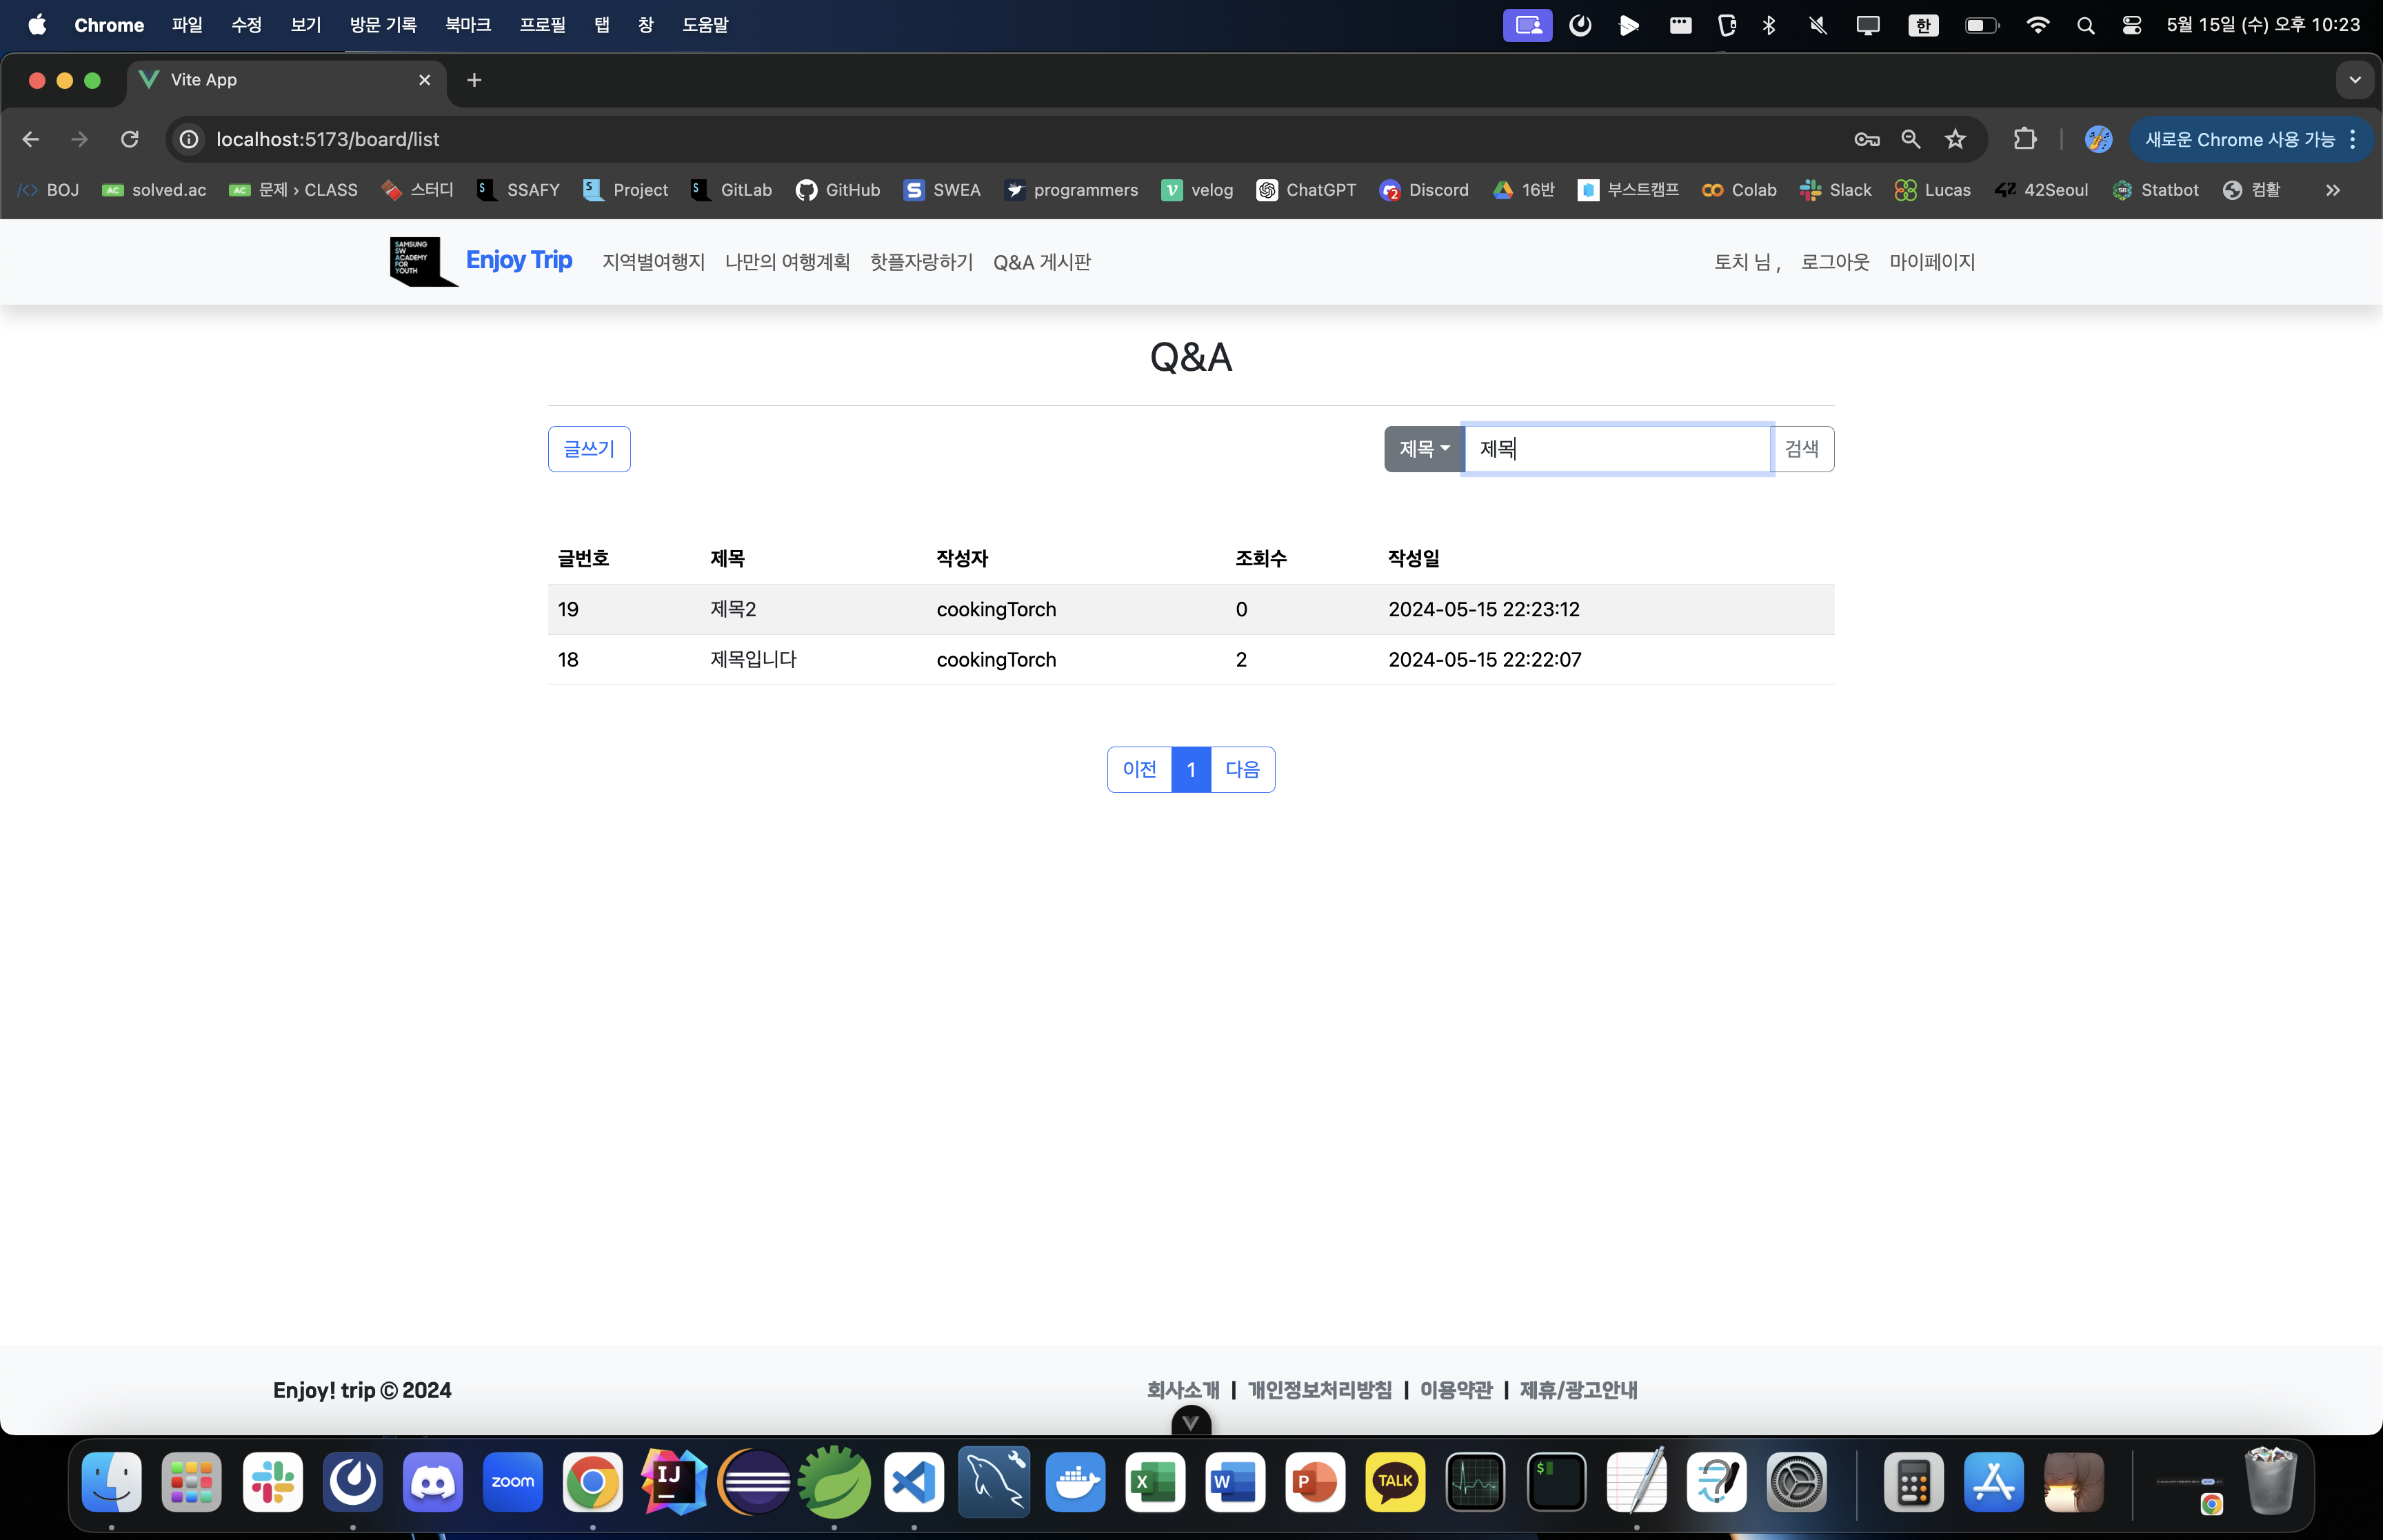 Chrome 파일 수정 보기 방문 기록 북마크 프로필 탭 창 도움말 한 5월 15일 (수) 오후 10:23
Vite App
localhost:5173/board/list 새로운 Chrome 사용 가능
BOJ solved.ac 문제 › CLASS 스터디 SSAFY Project GitLab GitHub SWEA programmers velog ChatGPT Discord 16반 부스트캠프 Colab Slack Lucas 42Seoul Statbot 컴활
SAMSUNG
SW
ACADEMY
FOR
YOUTH
Enjoy Trip 지역별여행지 나만의 여행계획 핫플자랑하기 Q&A 게시판 토치 님 , 로그아웃 마이페이지
Q&A
글쓰기 제목 제목 검색
글번호 제목 작성자 조회수 작성일
19 제목2 cookingTorch 0 2024-05-15 22:23:12
18 제목입니다 cookingTorch 2 2024-05-15 22:22:07
이전 1 다음
Enjoy! trip © 2024 회사소개 | 개인정보처리방침 | 이용약관 | 제휴/광고안내
zoom IJ X W P TALK $